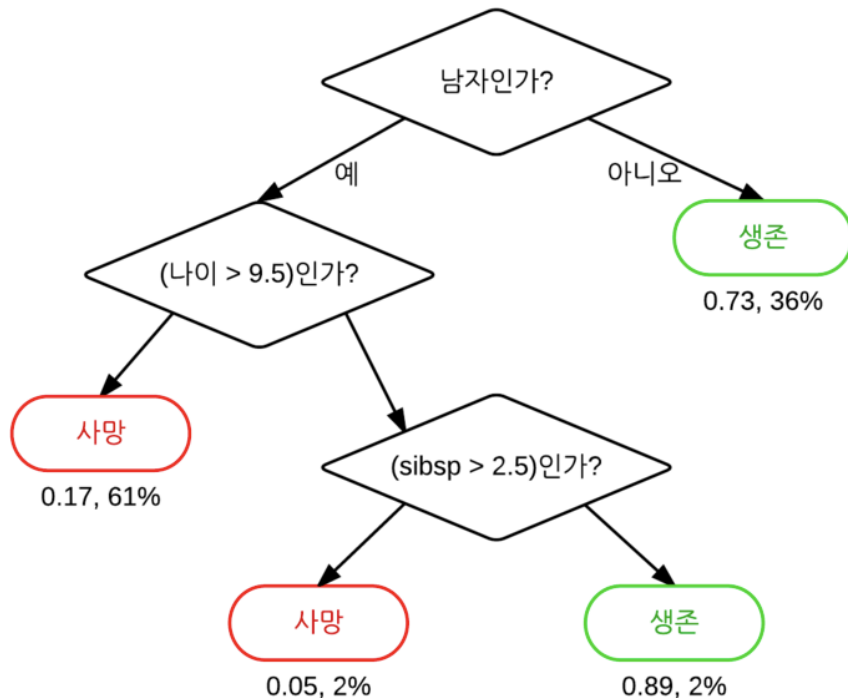 남자인가?
예
아니오
생존
0.73, 36%
(나이 > 9.5)인가?
사망
0.17, 61%
(sibsp > 2.5)인가?
사망
0.05, 2%
생존
0.89, 2%